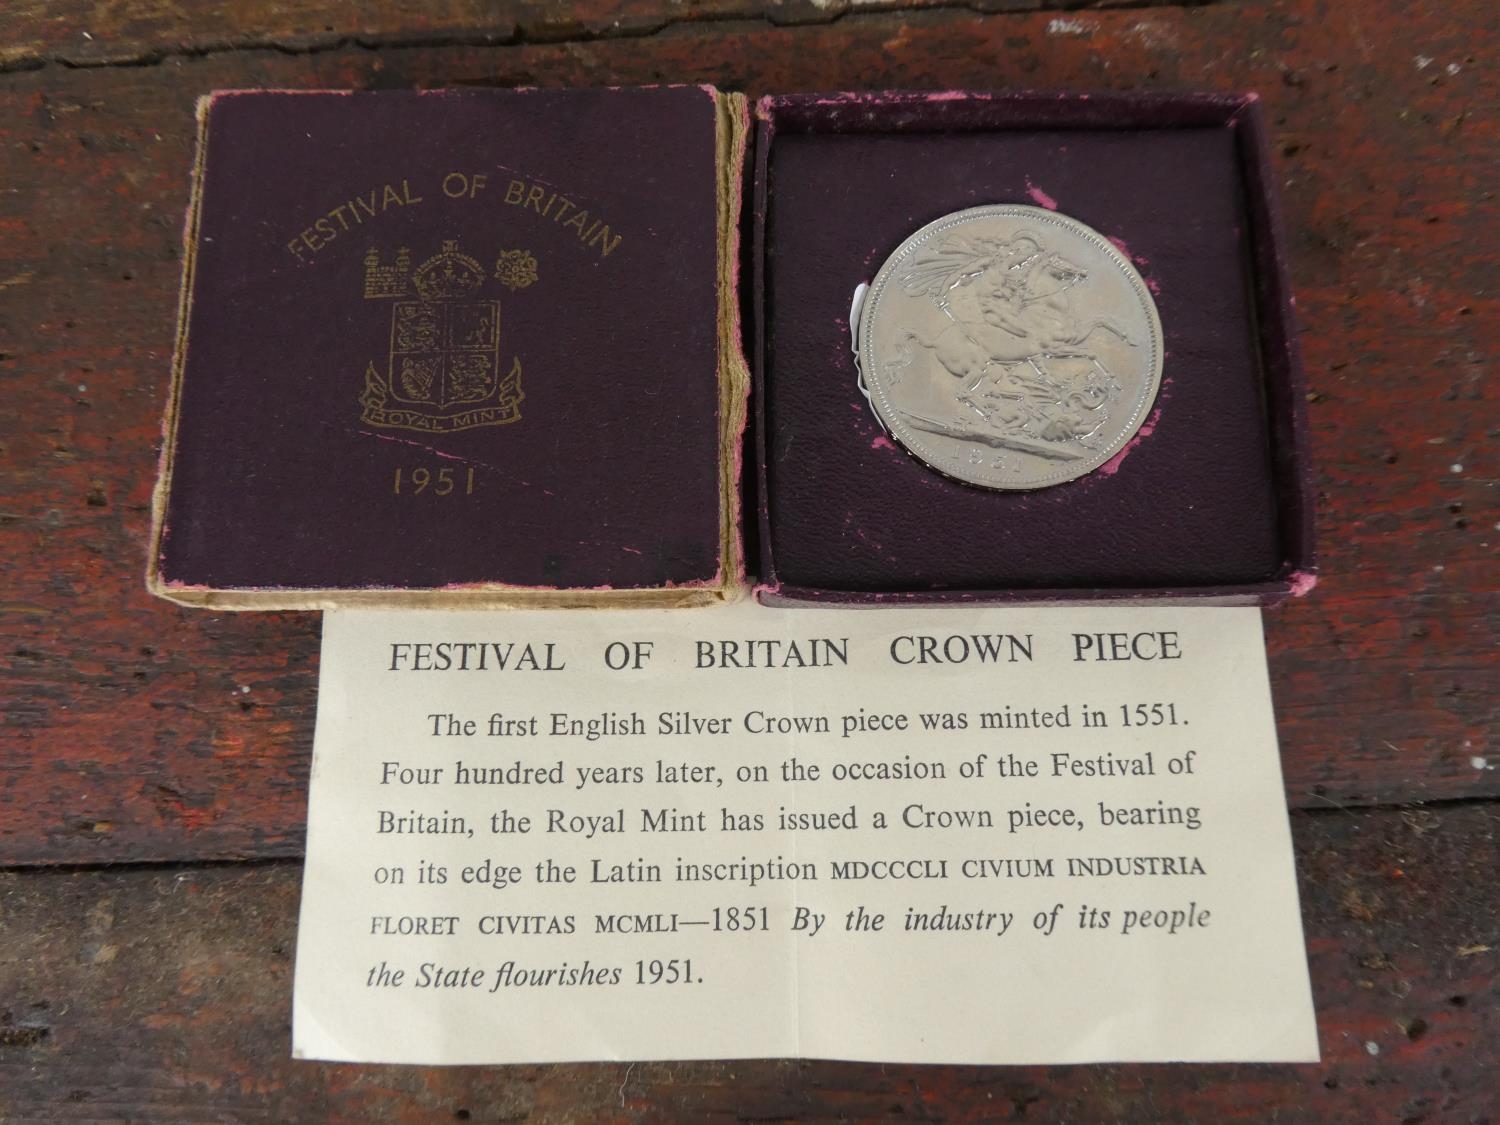 FESTIVAL OF BRITAIN
ROYAL MINT
1951
1951
FESTIVAL OF BRITAIN CROWN PIECE
The first English Silver Crown piece was minted in 1551.
Four hundred years later, on the occasion of the Festival of
Britain, the Royal Mint has issued a Crown piece, bearing
on its edge the Latin inscription MDCCCLI CIVIUM INDUSTRIA
FLORET CIVITAS MCMLI—1851 By the industry of its people
the State flourishes 1951.